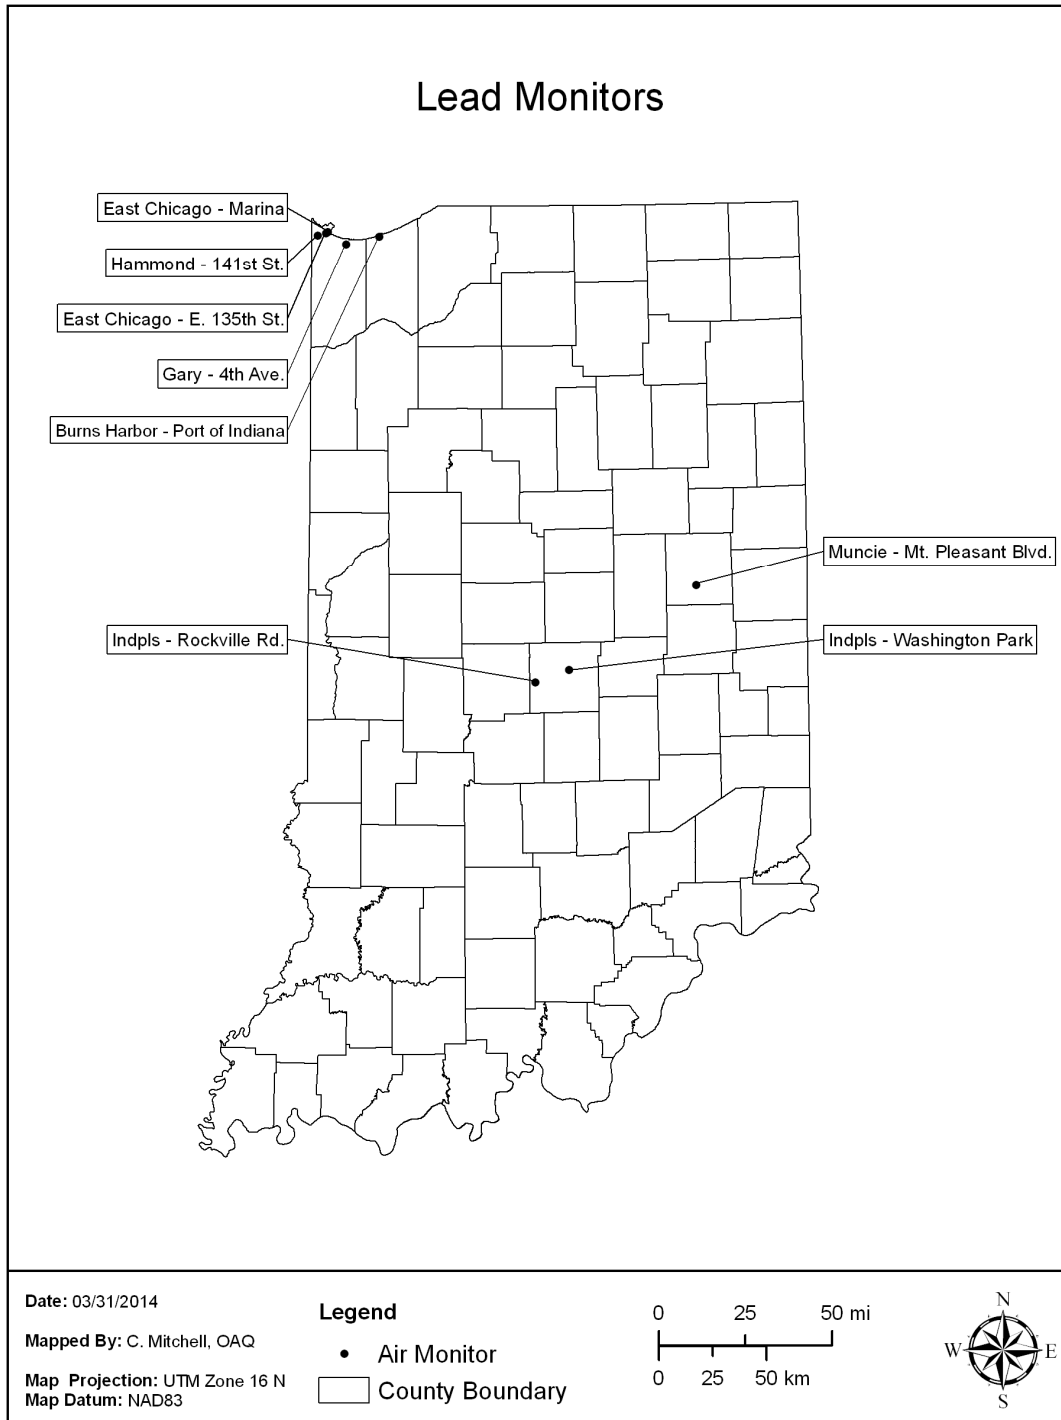 Lead Monitors
East Chicago - Marina
Hammond - 141st St.
East Chicago - E. 135th St.
Gary - 4th Ave.
Burns Harbor - Port of Indiana
Muncie - Mt. Pleasant Blvd.
Indpls - Rockville Rd.
Indpls - Washington Park
Date: 03/31/2014
Mapped By: C. Mitchell, OAQ
Map Projection: UTM Zone 16 N
Map Datum: NAD83
Legend
Air Monitor
County Boundary
0 25 50 mi
0 25 50 km
N
W E
S